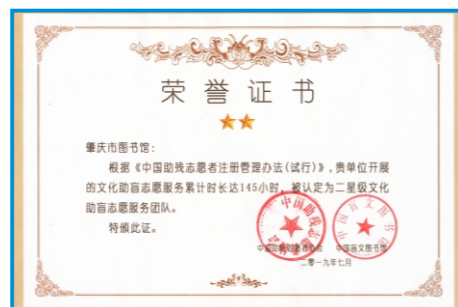 荣誉证书
肇庆市图书馆：
根据《中国助残志愿者注册管理办法(试行)》，贵单位开展
的文化助盲志愿服务累计时长达145小时，被认定为二星级文化
助盲志愿服务团队。
特颁此证。
中国盲文图书馆
二零一九年七月